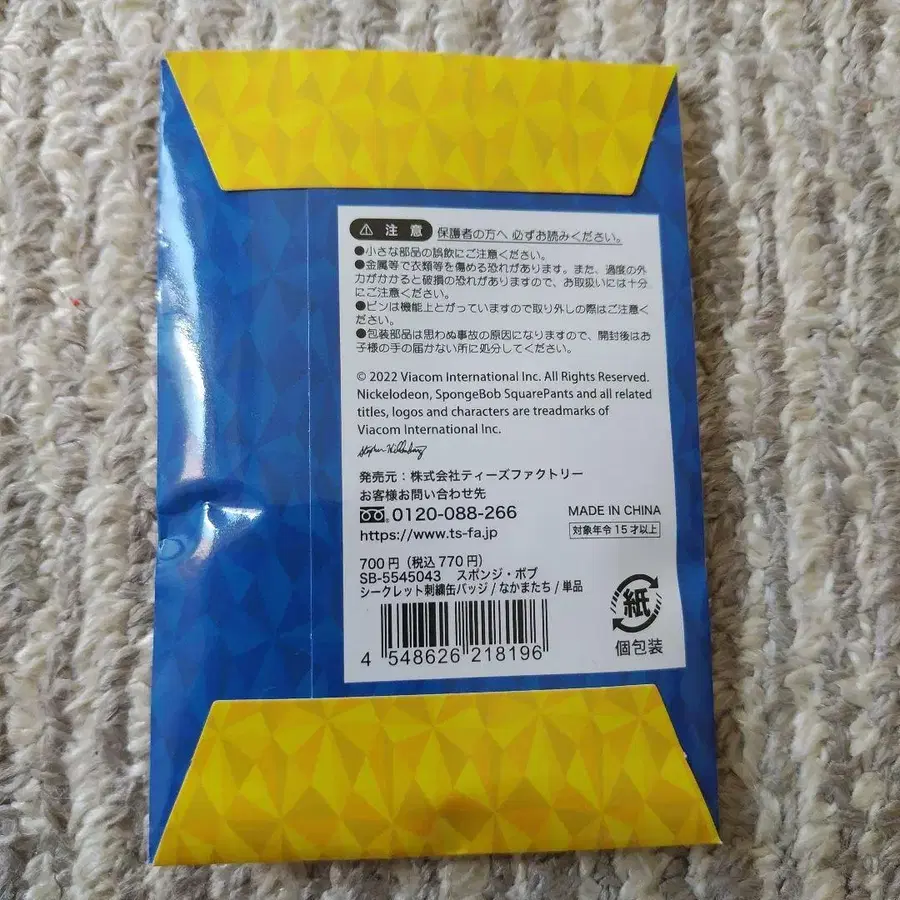 ⚠ 注意 保護者の方へ 必ずお読みください。
●小さな部品の誤飲にご注意ください。
●金属等で衣類等を傷める恐れがあります。また、過度の外
力がかかると破損の恐れがありますので、お取扱いには十分
にご注意ください。
●ピンは機能上とがっていますので取り外しの際はご注意く
ださい。
●包装部品は思わぬ事故の原因になりますので、開封後はお
子様の手の届かない所に処分してください。
© 2022 Viacom International Inc. All Rights Reserved.
Nickelodeon, SpongeBob SquarePants and all related
titles, logos and characters are treadmarks of
Viacom International Inc.
Stephen Hillenburg
発売元：株式会社ティーズファクトリー
お客様お問い合わせ先
0120-088-266
https://www.ts-fa.jp
MADE IN CHINA
対象年令15才以上
700円（税込770円）
SB-5545043 スポンジ・ボブ
シークレット刺繍缶バッジ/なかまたち/単品
4 548626 218196
紙
個包装